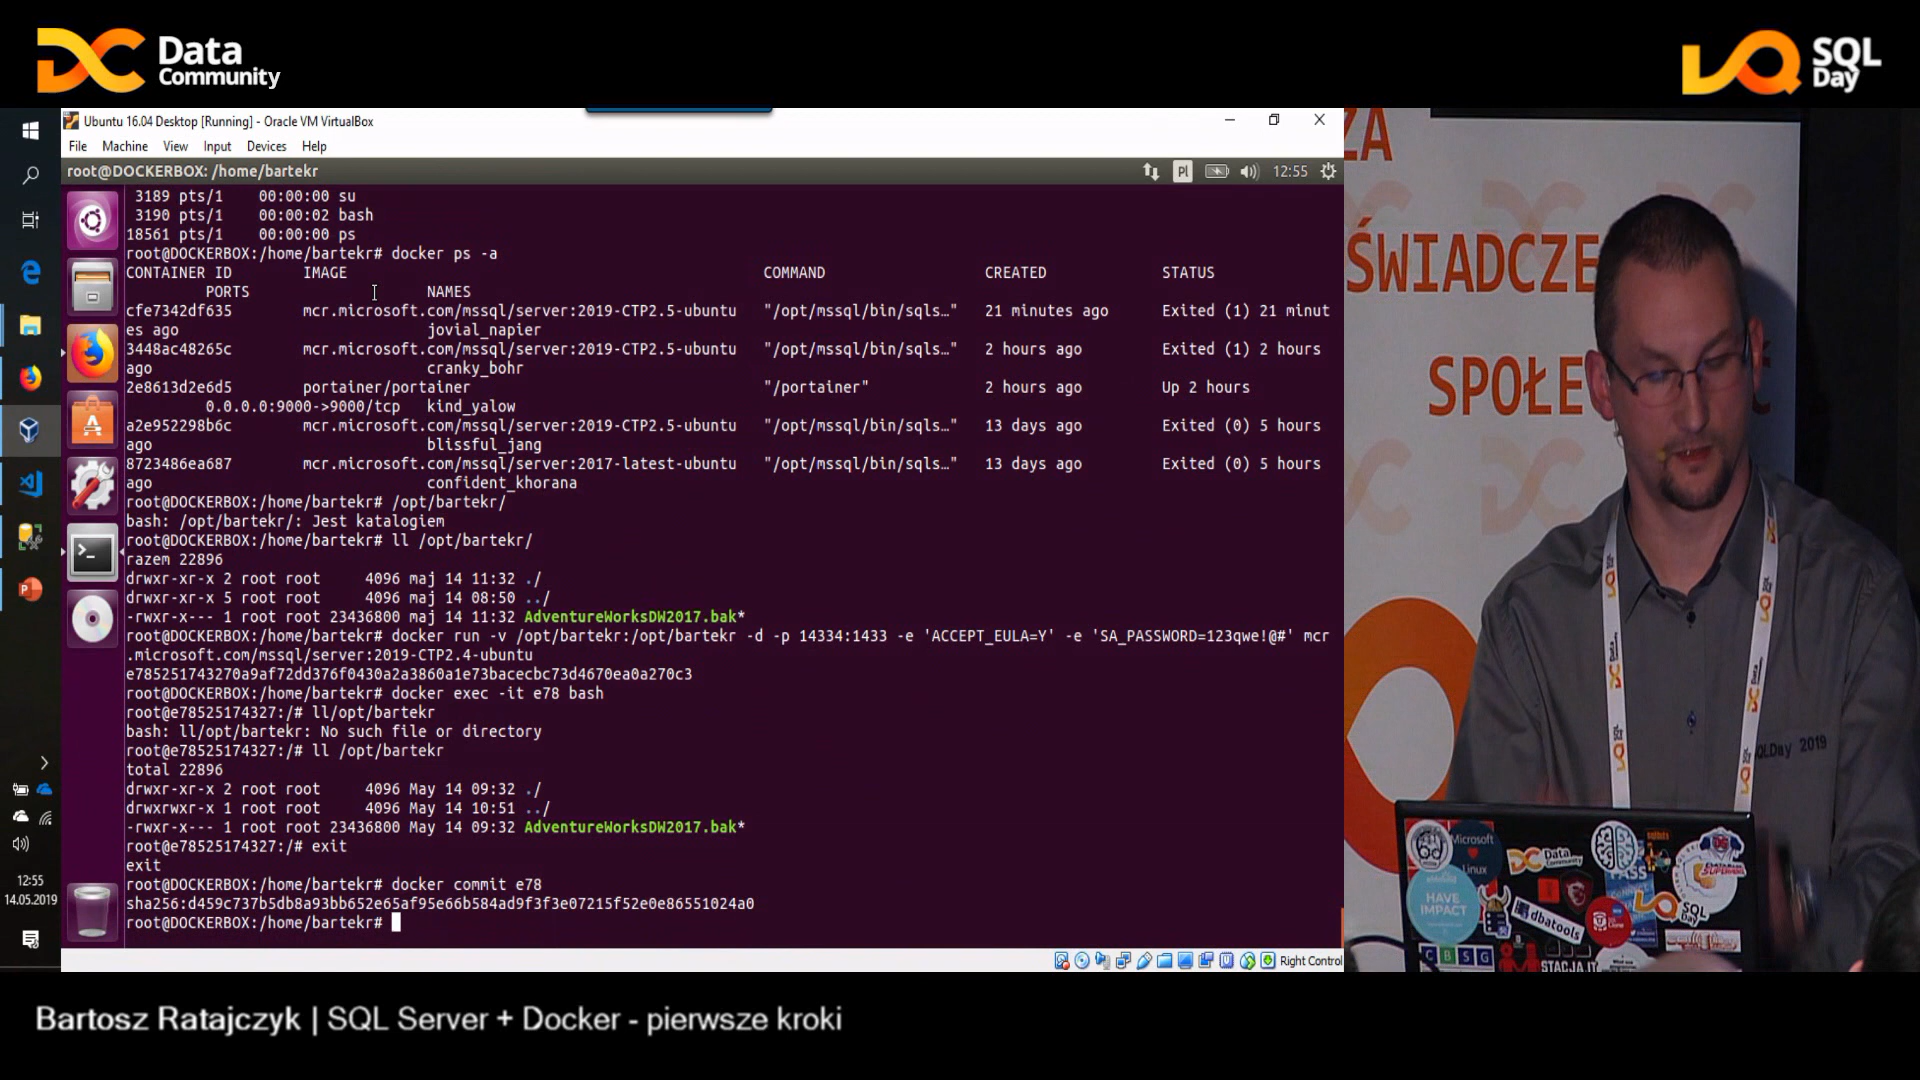 Data
Community
SQL
Day
Ubuntu 16.04 Desktop [Running] - Oracle VM VirtualBox
File Machine View Input Devices Help
root@DOCKERBOX: /home/bartekr
Pl
12:55
3189 pts/1    00:00:00 su
3190 pts/1    00:00:02 bash
18561 pts/1    00:00:00 ps
root@DOCKERBOX:/home/bartekr# docker ps -a
CONTAINER ID        IMAGE        COMMAND        CREATED        STATUS
PORTS        NAMES
cfe7342df635        mcr.microsoft.com/mssql/server:2019-CTP2.5-ubuntu   "/opt/mssql/bin/sqls…"   21 minutes ago      Exited (1) 21 minut
es ago        jovial_napier
3448ac48265c        mcr.microsoft.com/mssql/server:2019-CTP2.5-ubuntu   "/opt/mssql/bin/sqls…"   2 hours ago         Exited (1) 2 hours
ago        cranky_bohr
2e8613d2e6d5        portainer/portainer        "/portainer"        2 hours ago         Up 2 hours
0.0.0.0:9000->9000/tcp   kind_yalow
a2e952298b6c        mcr.microsoft.com/mssql/server:2019-CTP2.5-ubuntu   "/opt/mssql/bin/sqls…"   13 days ago         Exited (0) 5 hours
ago        blissful_jang
8723486ea687        mcr.microsoft.com/mssql/server:2017-latest-ubuntu   "/opt/mssql/bin/sqls…"   13 days ago         Exited (0) 5 hours
ago        confident_khorana
root@DOCKERBOX:/home/bartekr# /opt/bartekr/
bash: /opt/bartekr/: Jest katalogiem
root@DOCKERBOX:/home/bartekr# ll /opt/bartekr/
razem 22896
drwxr-xr-x 2 root root     4096 maj 14 11:32 ./
drwxr-xr-x 5 root root     4096 maj 14 08:50 ../
-rwxr-x--- 1 root root 23436800 maj 14 11:32 AdventureWorksDW2017.bak*
root@DOCKERBOX:/home/bartekr# docker run -v /opt/bartekr:/opt/bartekr -d -p 14334:1433 -e 'ACCEPT_EULA=Y' -e 'SA_PASSWORD=123qwe!@#' mcr
.microsoft.com/mssql/server:2019-CTP2.4-ubuntu
e785251743270a9af72dd376f0430a2a3860a1e73bacecbc73d4670ea0a270c3
root@DOCKERBOX:/home/bartekr# docker exec -it e78 bash
root@e78525174327:/# ll/opt/bartekr
bash: ll/opt/bartekr: No such file or directory
root@e78525174327:/# ll /opt/bartekr
total 22896
drwxr-xr-x 2 root root     4096 May 14 09:32 ./
drwxrwxr-x 1 root root     4096 May 14 10:51 ../
-rwxr-x--- 1 root root 23436800 May 14 09:32 AdventureWorksDW2017.bak*
root@e78525174327:/# exit
exit
root@DOCKERBOX:/home/bartekr# docker commit e78
sha256:d459c737b5db8a93bb652e65af95e66b584ad9f3f3e07215f52e0e86551024a0
root@DOCKERBOX:/home/bartekr#
Right Control
12:55
14.05.2019
ZA
ŚWIADCZE
SPOŁE
SQLDay 2019
Microsoft
Linux
Data
Community
PASS
HAVE
IMPACT
dbatools
SQL
Day
CBSG
STACJA.IT
Bartosz Ratajczyk | SQL Server + Docker - pierwsze kroki